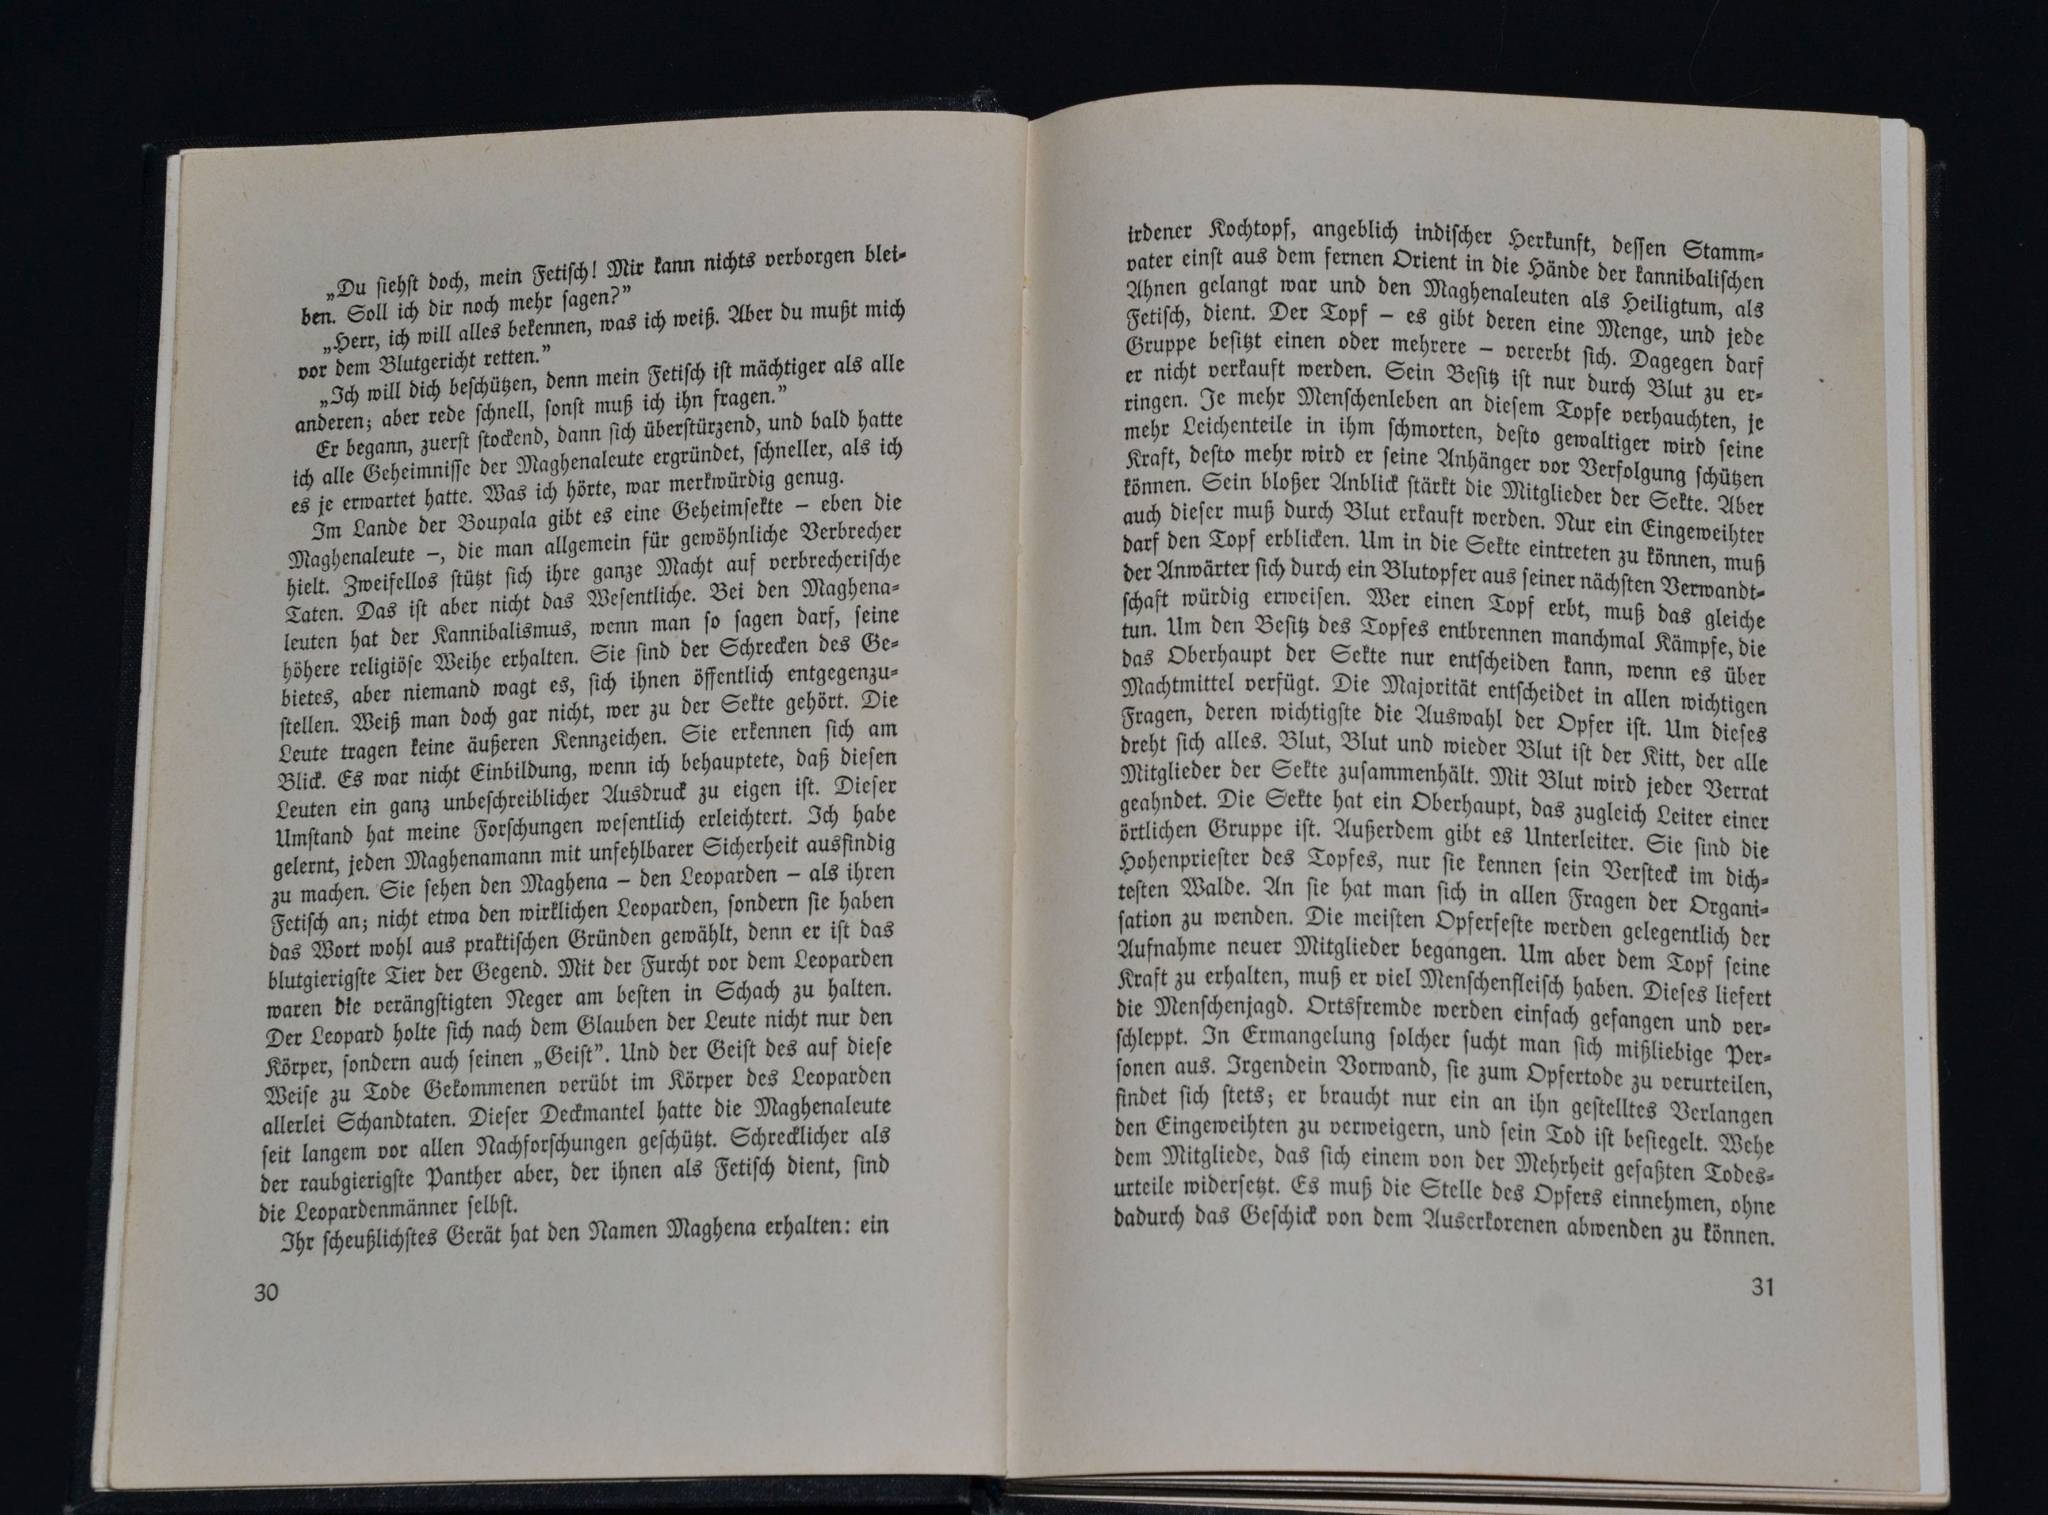 „Du siehst doch, mein Fetisch! Mir kann nichts verborgen blei-
ben. Soll ich dir noch mehr sagen?”
„Herr, ich will alles bekennen, was ich weiß. Aber du mußt mich
vor dem Blutgericht retten.”
„Ich will dich beschützen, denn mein Fetisch ist mächtiger als alle
anderen; aber rede schnell, sonst muß ich ihn fragen.”
Er begann, zuerst stockend, dann sich überstürzend, und bald hatte
ich alle Geheimnisse der Maghenaleute ergründet, schneller, als ich
es je erwartet hatte. Was ich hörte, war merkwürdig genug.
Im Lande der Boupala gibt es eine Geheimsekte – eben die
Maghenaleute –, die man allgemein für gewöhnliche Verbrecher
hielt. Zweifellos stützt sich ihre ganze Macht auf verbrecherische
Taten. Das ist aber nicht das Wesentliche. Bei den Maghena-
leuten hat der Kannibalismus, wenn man so sagen darf, seine
höhere religiöse Weihe erhalten. Sie sind der Schrecken des Ge-
bietes, aber niemand wagt es, sich ihnen öffentlich entgegenzu-
stellen. Weiß man doch gar nicht, wer zu der Sekte gehört. Die
Leute tragen keine äußeren Kennzeichen. Sie erkennen sich am
Blick. Es war nicht Einbildung, wenn ich behauptete, daß diesen
Leuten ein ganz unbeschreiblicher Ausdruck zu eigen ist. Dieser
Umstand hat meine Forschungen wesentlich erleichtert. Ich habe
gelernt, jeden Maghenamann mit unfehlbarer Sicherheit ausfindig
zu machen. Sie sehen den Maghena – den Leoparden – als ihren
Fetisch an; nicht etwa den wirklichen Leoparden, sondern sie haben
das Wort wohl aus praktischen Gründen gewählt, denn er ist das
blutgierigste Tier der Gegend. Mit der Furcht vor dem Leoparden
waren die verängstigten Neger am besten in Schach zu halten.
Der Leopard holte sich nach dem Glauben der Leute nicht nur den
Körper, sondern auch seinen „Geist”. Und der Geist des auf diese
Weise zu Tode Gekommenen verübt im Körper des Leoparden
allerlei Schandtaten. Dieser Deckmantel hatte die Maghenaleute
seit langem vor allen Nachforschungen geschützt. Schrecklicher als
der raubgierigste Panther aber, der ihnen als Fetisch dient, sind
die Leopardenmänner selbst.
Ihr scheußlichstes Gerät hat den Namen Maghena erhalten: ein
30
irdener Kochtopf, angeblich indischer Herkunft, dessen Stamm-
vater einst aus dem fernen Orient in die Hände der kannibalischen
Ahnen gelangt war und den Maghenaleuten als Heiligtum, als
Fetisch, dient. Der Topf – es gibt deren eine Menge, und jede
Gruppe besitzt einen oder mehrere – vererbt sich. Dagegen darf
er nicht verkauft werden. Sein Besitz ist nur durch Blut zu er-
ringen. Je mehr Menschenleben an diesem Topfe verhauchten, je
mehr Leichenteile in ihm schmorten, desto gewaltiger wird seine
Kraft, desto mehr wird er seine Anhänger vor Verfolgung schützen
können. Sein bloßer Anblick stärkt die Mitglieder der Sekte. Aber
auch dieser muß durch Blut erkauft werden. Nur ein Eingeweihter
darf den Topf erblicken. Um in die Sekte eintreten zu können, muß
der Anwärter sich durch ein Blutopfer aus seiner nächsten Verwandt-
schaft würdig erweisen. Wer einen Topf erbt, muß das gleiche
tun. Um den Besitz des Topfes entbrennen manchmal Kämpfe, die
das Oberhaupt der Sekte nur entscheiden kann, wenn es über
Machtmittel verfügt. Die Majorität entscheidet in allen wichtigen
Fragen, deren wichtigste die Auswahl der Opfer ist. Um dieses
dreht sich alles. Blut, Blut und wieder Blut ist der Kitt, der alle
Mitglieder der Sekte zusammenhält. Mit Blut wird jeder Verrat
geahndet. Die Sekte hat ein Oberhaupt, das zugleich Leiter einer
örtlichen Gruppe ist. Außerdem gibt es Unterleiter. Sie sind die
Hohenpriester des Topfes, nur sie kennen sein Versteck im dich-
testen Walde. An sie hat man sich in allen Fragen der Organi-
sation zu wenden. Die meisten Opferfeste werden gelegentlich der
Aufnahme neuer Mitglieder begangen. Um aber dem Topf seine
Kraft zu erhalten, muß er viel Menschenfleisch haben. Dieses liefert
die Menschenjagd. Ortsfremde werden einfach gefangen und ver-
schleppt. In Ermangelung solcher sucht man sich mißliebige Per-
sonen aus. Irgendein Vorwand, sie zum Opfertode zu verurteilen,
findet sich stets; er braucht nur ein an ihn gestelltes Verlangen
den Eingeweihten zu verweigern, und sein Tod ist besiegelt. Wehe
dem Mitgliede, das sich einem von der Mehrheit gefaßten Todes-
urteile widersetzt. Es muß die Stelle des Opfers einnehmen, ohne
dadurch das Geschick von dem Auserkorenen abwenden zu können.
31